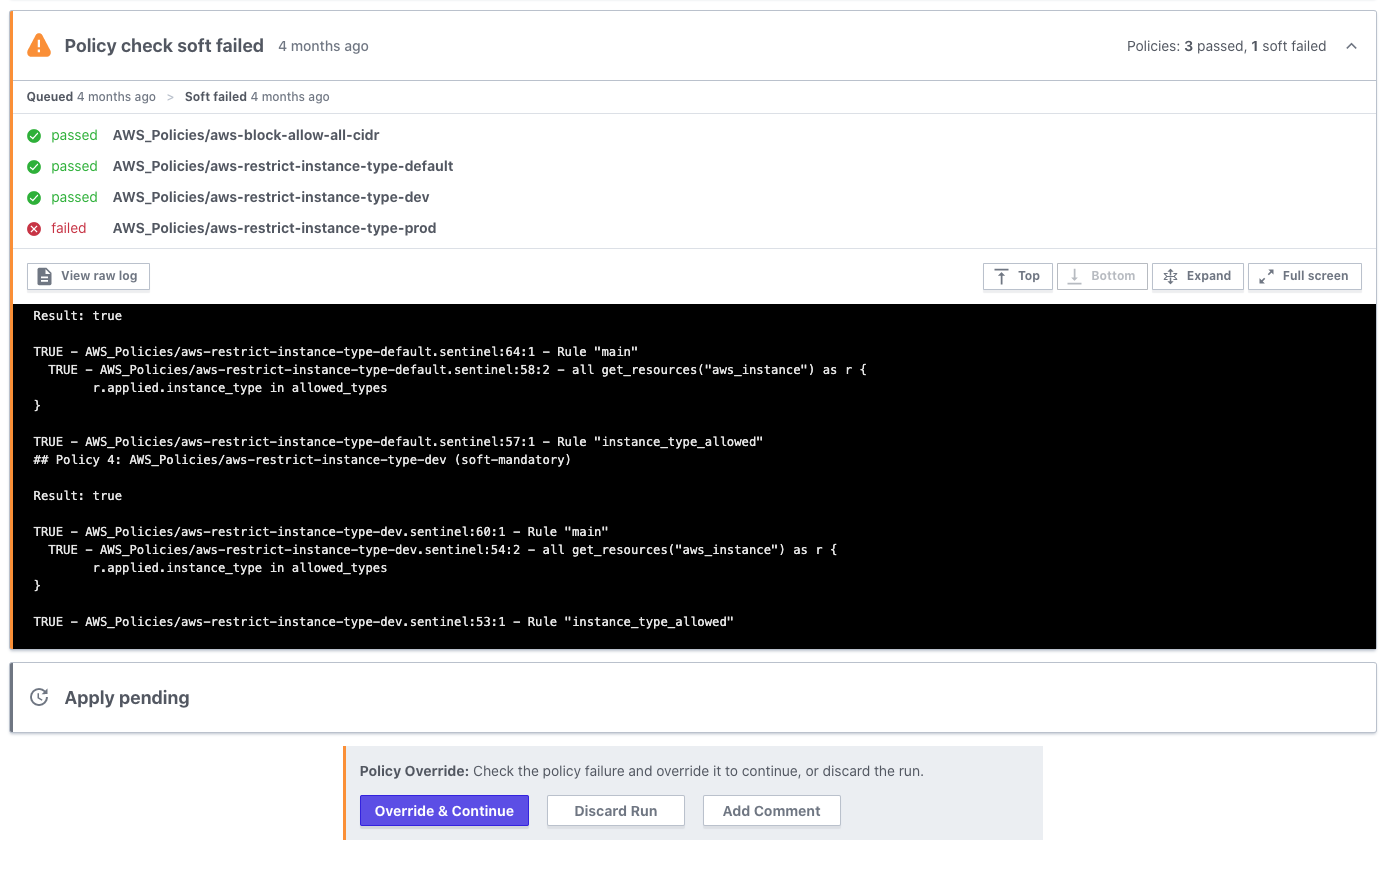 Policy check soft failed 4 months ago Policies: 3 passed, 1 soft failed
Queued 4 months ago > Soft failed 4 months ago
passed AWS_Policies/aws-block-allow-all-cidr
passed AWS_Policies/aws-restrict-instance-type-default
passed AWS_Policies/aws-restrict-instance-type-dev
failed AWS_Policies/aws-restrict-instance-type-prod
View raw log Top Bottom Expand Full screen
Result: true
TRUE - AWS_Policies/aws-restrict-instance-type-default.sentinel:64:1 - Rule "main"
TRUE - AWS_Policies/aws-restrict-instance-type-default.sentinel:58:2 - all get_resources("aws_instance") as r {
r.applied.instance_type in allowed_types
}
TRUE - AWS_Policies/aws-restrict-instance-type-default.sentinel:57:1 - Rule "instance_type_allowed"
## Policy 4: AWS_Policies/aws-restrict-instance-type-dev (soft-mandatory)
Result: true
TRUE - AWS_Policies/aws-restrict-instance-type-dev.sentinel:60:1 - Rule "main"
TRUE - AWS_Policies/aws-restrict-instance-type-dev.sentinel:54:2 - all get_resources("aws_instance") as r {
r.applied.instance_type in allowed_types
}
TRUE - AWS_Policies/aws-restrict-instance-type-dev.sentinel:53:1 - Rule "instance_type_allowed"
Apply pending
Policy Override: Check the policy failure and override it to continue, or discard the run.
Override & Continue Discard Run Add Comment